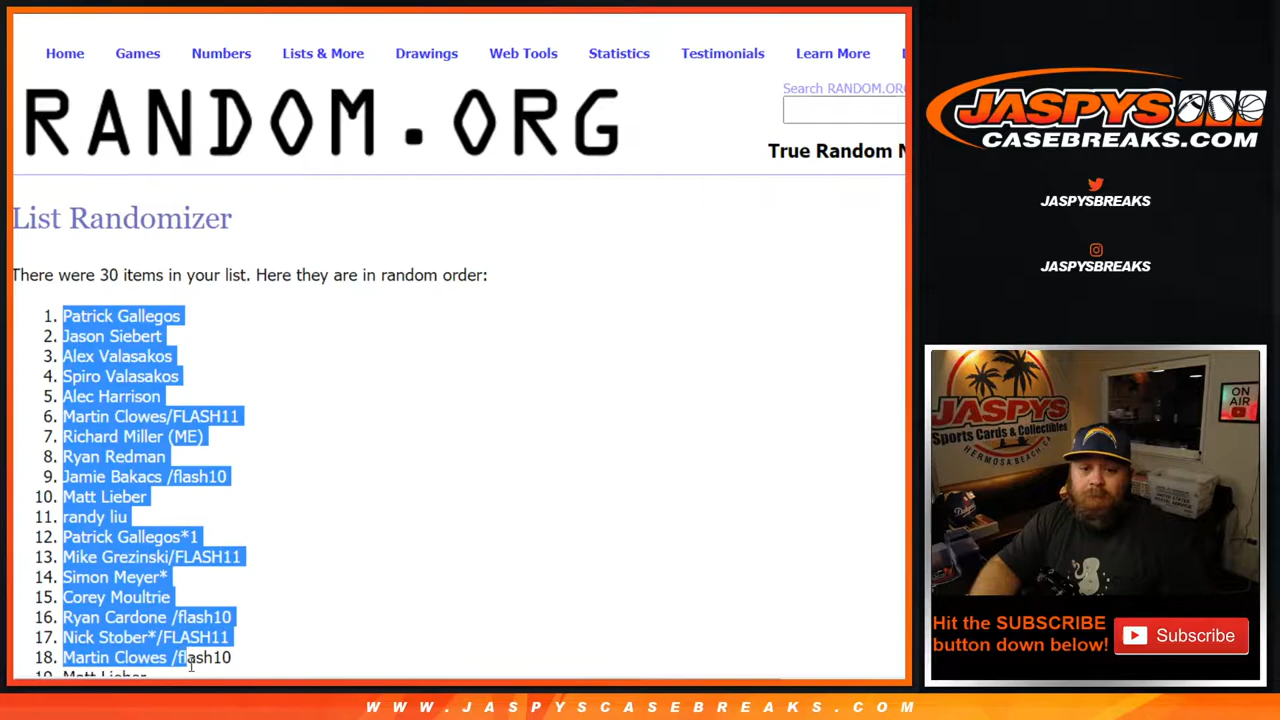 Home Games Numbers Lists & More Drawings Web Tools Statistics Testimonials Learn More
Search RANDOM.ORG
RANDOM.ORG
True Random N
List Randomizer
There were 30 items in your list. Here they are in random order:
1. Patrick Gallegos
2. Jason Siebert
3. Alex Valasakos
4. Spiro Valasakos
5. Alec Harrison
6. Martin Clowes/FLASH11
7. Richard Miller (ME)
8. Ryan Redman
9. Jamie Bakacs /flash10
10. Matt Lieber
11. randy liu
12. Patrick Gallegos*1
13. Mike Grezinski/FLASH11
14. Simon Meyer*
15. Corey Moultrie
16. Ryan Cardone /flash10
17. Nick Stober*/FLASH11
18. Martin Clowes /flash10
19. Matt Lieber
JASPYS
CASEBREAKS.COM
JASPYSBREAKS
JASPYSBREAKS
JASPYS
Sports Cards & Collectibles
HERMOSA BEACH CA
ON
AIR
Hit the SUBSCRIBE
button down below!
Subscribe
WWW.JASPYSCASEBREAKS.COM